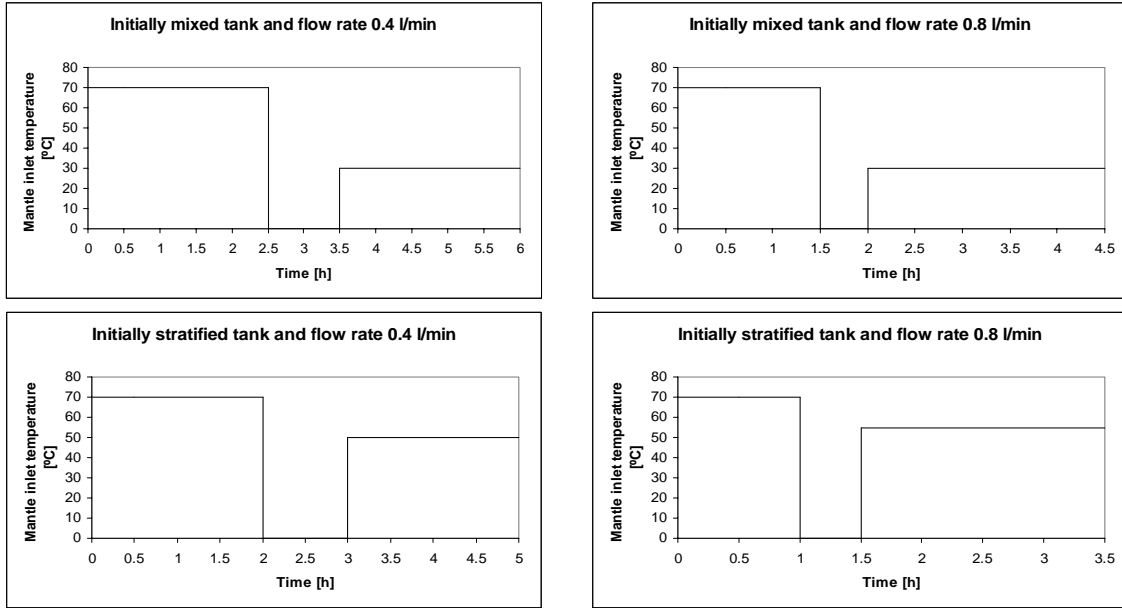 Initially mixed tank and flow rate 0.4 l/min
Mantle inlet temperature
[ºC]
80
70
60
50
40
30
20
10
0
0 0.5 1 1.5 2 2.5 3 3.5 4 4.5 5 5.5 6
Time [h]
Initially mixed tank and flow rate 0.8 l/min
Mantle inlet temperature
[ºC]
80
70
60
50
40
30
20
10
0
0 0.5 1 1.5 2 2.5 3 3.5 4 4.5
Time [h]
Initially stratified tank and flow rate 0.4 l/min
Mantle inlet temperature
[ºC]
80
70
60
50
40
30
20
10
0
0 0.5 1 1.5 2 2.5 3 3.5 4 4.5 5
Time [h]
Initially stratified tank and flow rate 0.8 l/min
Mantle inlet temperature
[ºC]
80
70
60
50
40
30
20
10
0
0 0.5 1 1.5 2 2.5 3 3.5
Time [h]